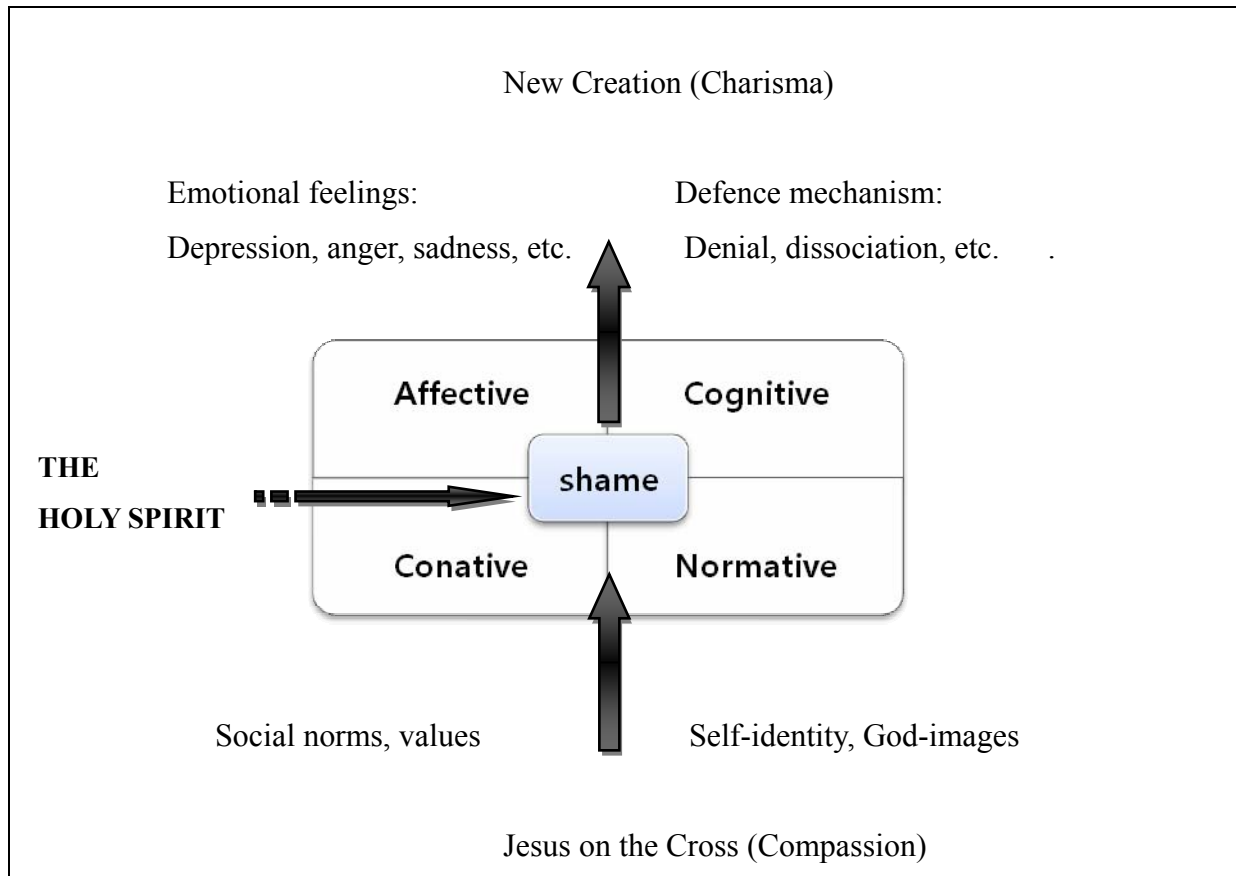 New Creation (Charisma)
Emotional feelings:
Defence mechanism:
Depression, anger, sadness, etc.
Denial, dissociation, etc. .
Affective
Cognitive
THE
HOLY SPIRIT
shame
Conative
Normative
Social norms, values
Self-identity, God-images
Jesus on the Cross (Compassion)